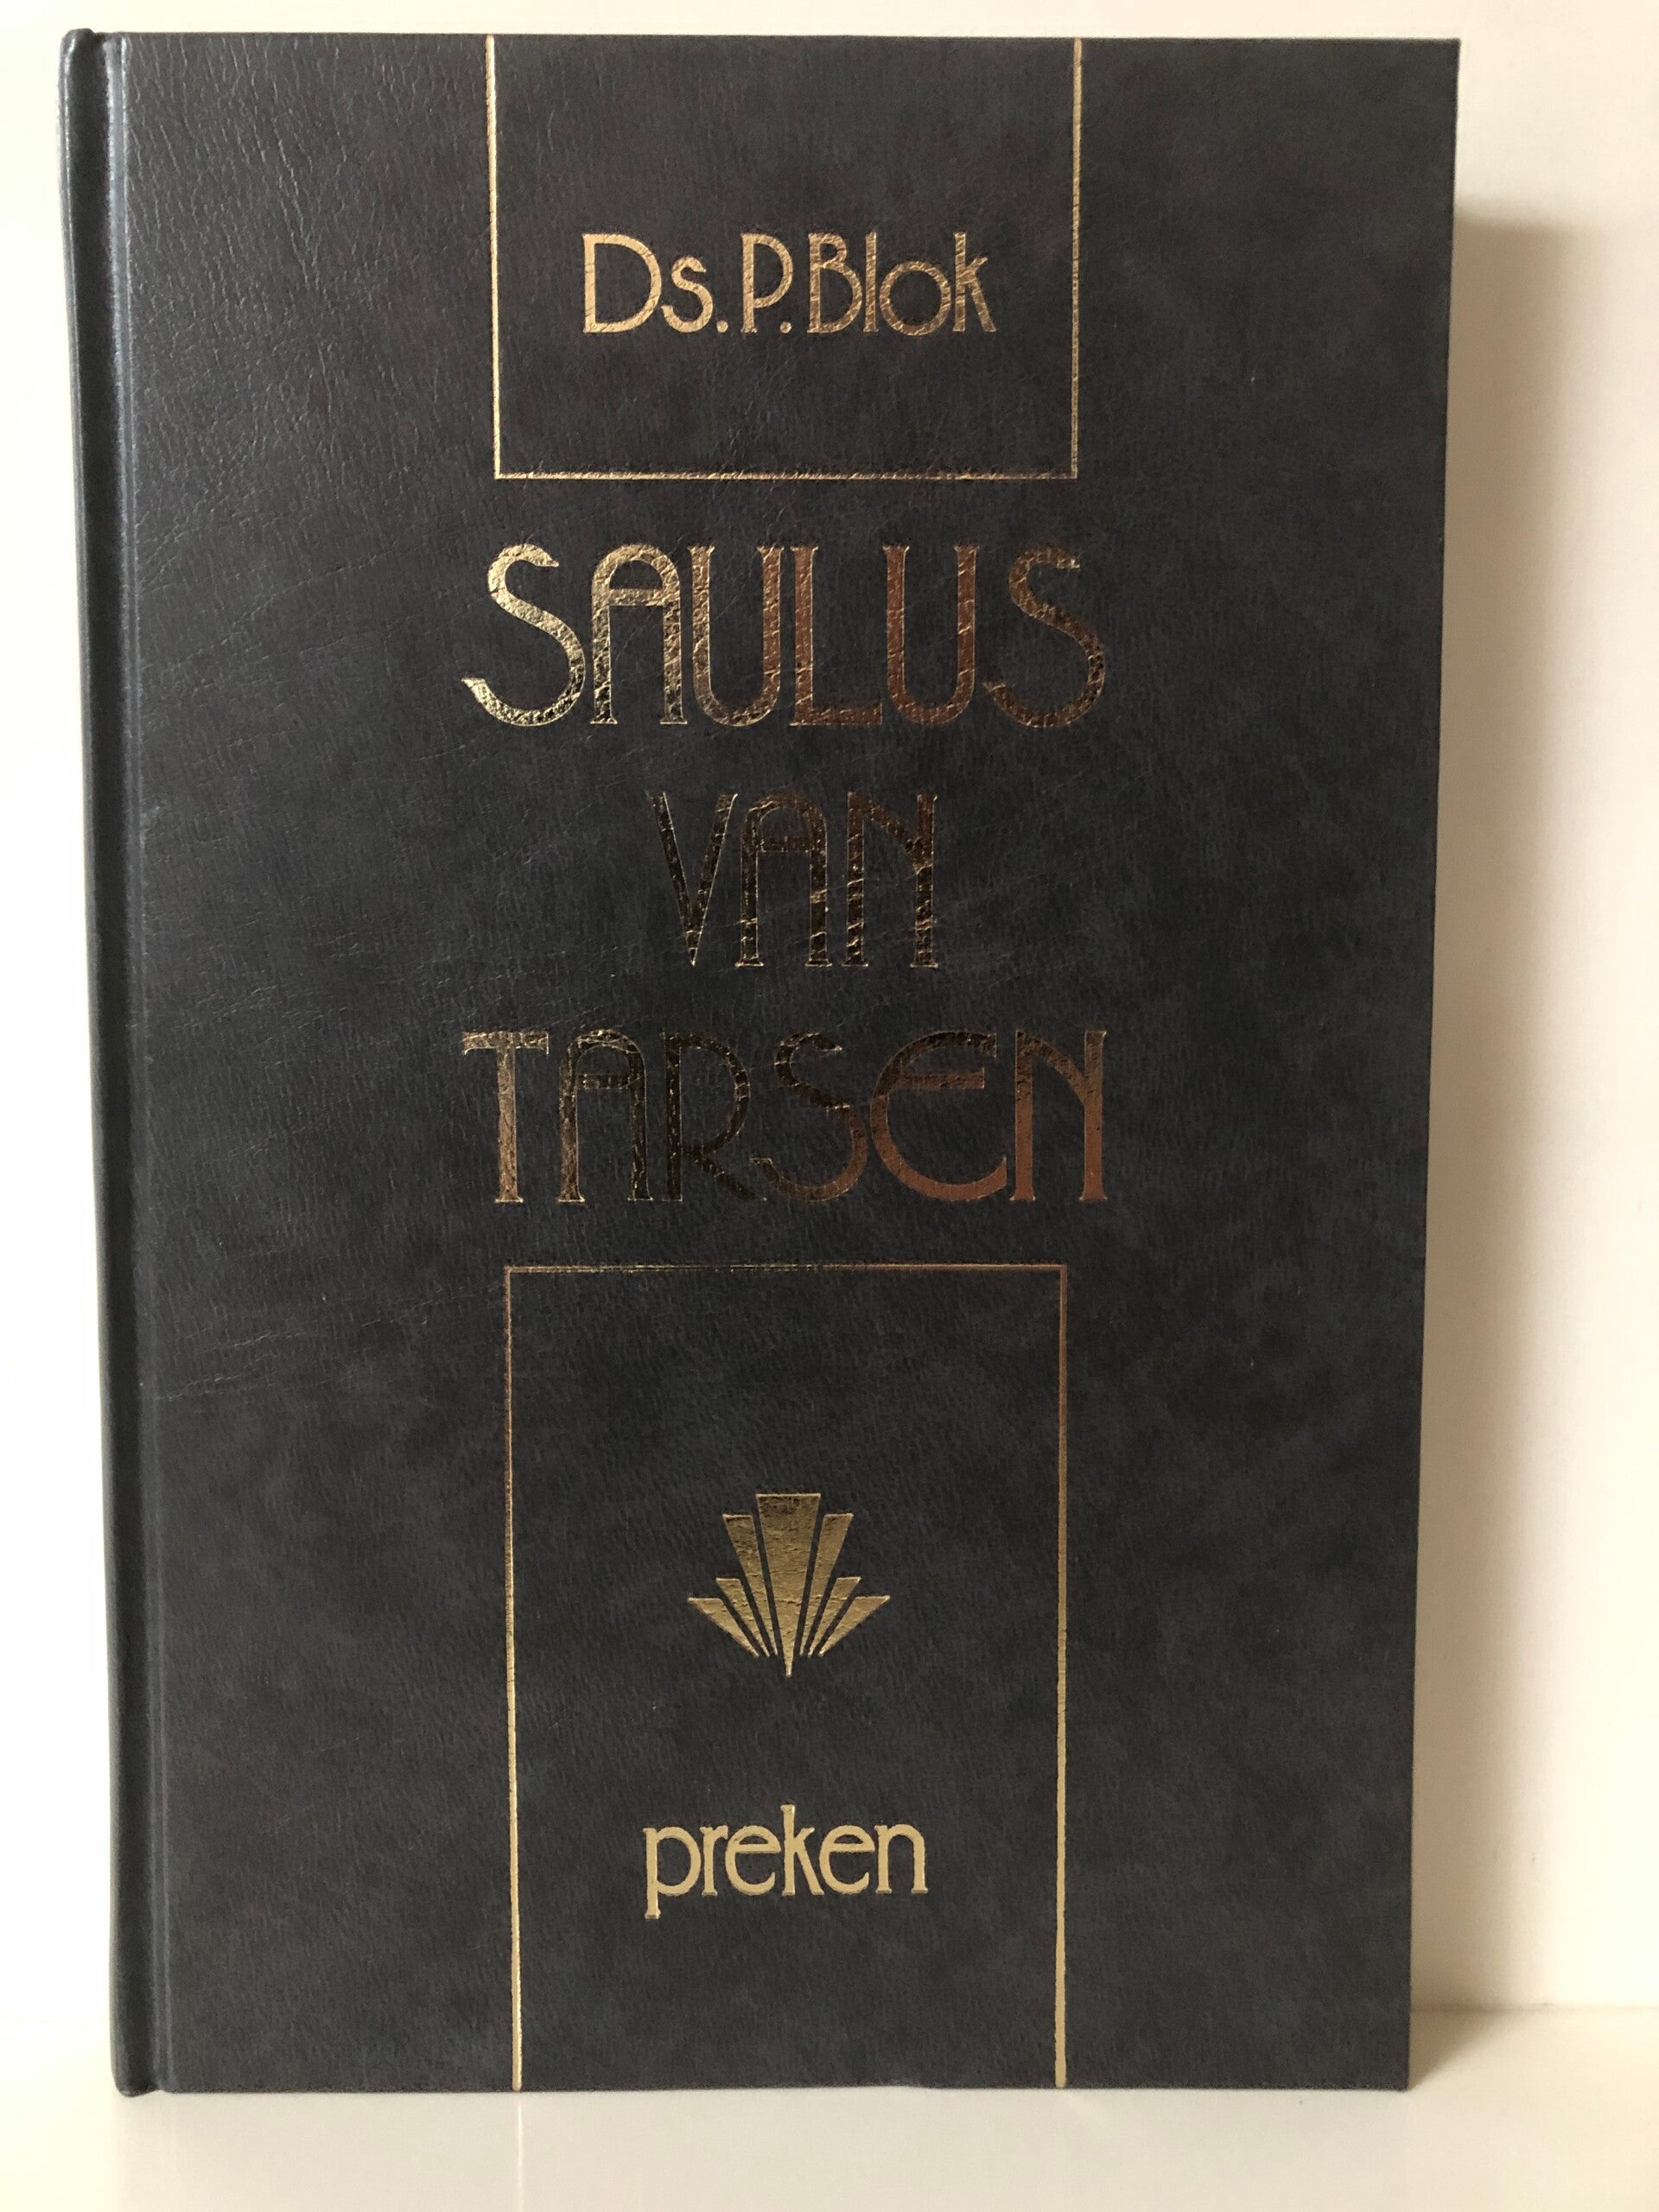 Ds. P. Blok
SAULUS
VAN
TARSEN
preken